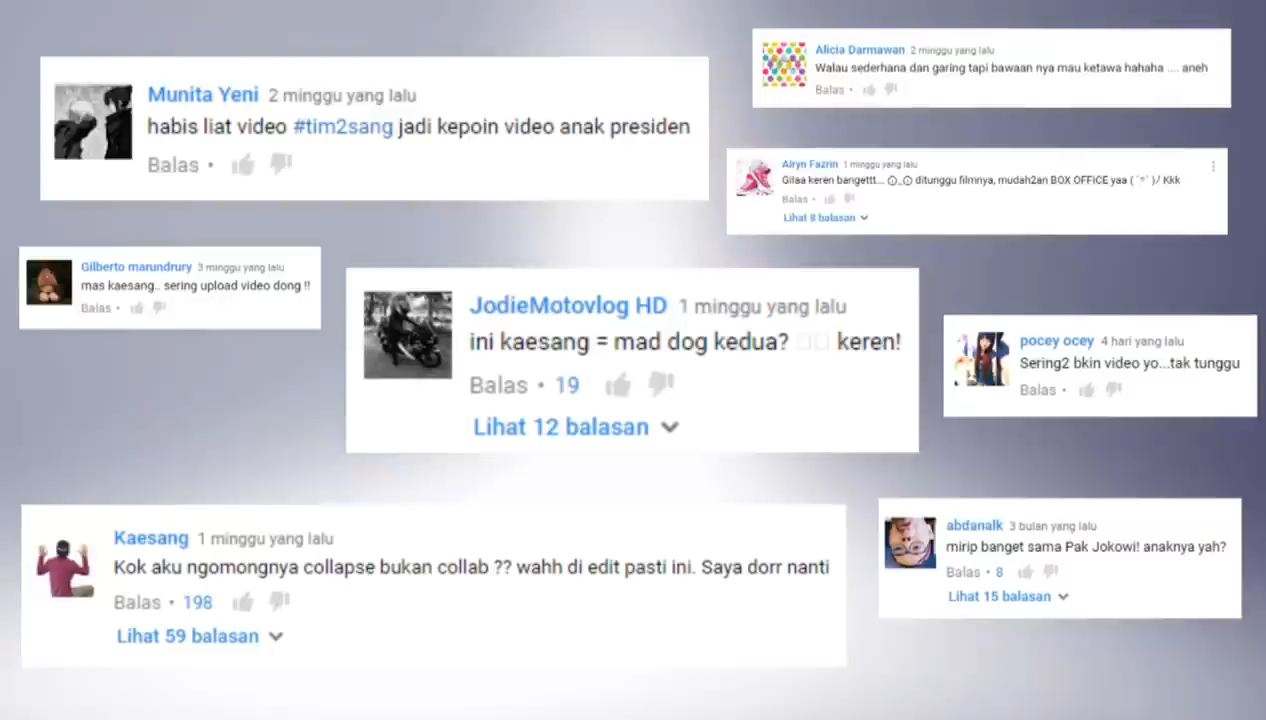 Munita Yeni 2 minggu yang lalu
habis liat video #tim2sang jadi kepoin video anak presiden
Balas •
Alicia Darmawan 2 minggu yang lalu
Walau sederhana dan garing tapi bawaan nya mau ketawa hahaha .... aneh
Balas •
Alryn Fazrin 1 minggu yang lalu
Gilaa keren bangettt... ⊙_⊙ ditunggu filmnya, mudah2an BOX OFFICE yaa ( ˘▽˘ )/ Kkk
Balas •
Lihat 8 balasan
Gilberto marundrury 3 minggu yang lalu
mas kaesang.. sering upload video dong !!
Balas •
JodieMotovlog HD 1 minggu yang lalu
ini kaesang = mad dog kedua? keren!
Balas • 19
Lihat 12 balasan
pocey ocey 4 hari yang lalu
Sering2 bkin video yo...tak tunggu
Balas •
Kaesang 1 minggu yang lalu
Kok aku ngomongnya collapse bukan collab ?? wahh di edit pasti ini. Saya dorr nanti
Balas • 198
Lihat 59 balasan
abdanalk 3 bulan yang lalu
mirip banget sama Pak Jokowi! anaknya yah?
Balas • 8
Lihat 15 balasan